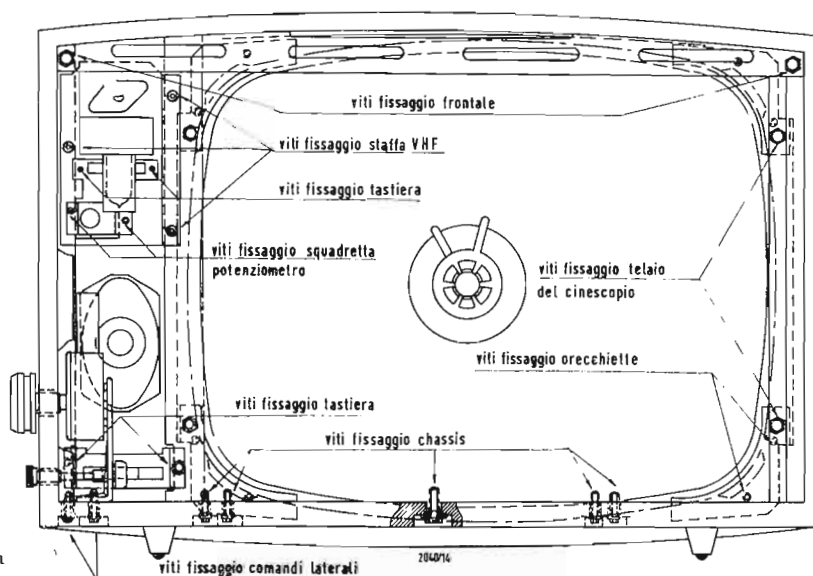 viti fissaggio frontale
viti fissaggio staffa VHF
viti fissaggio tastiera
viti fissaggio squadretta
potenziometro
viti fissaggio telaio
del cinescopio
viti fissaggio orecchiette
viti fissaggio tastiera
viti fissaggio chassis
2040/14
viti fissaggio comandi laterali